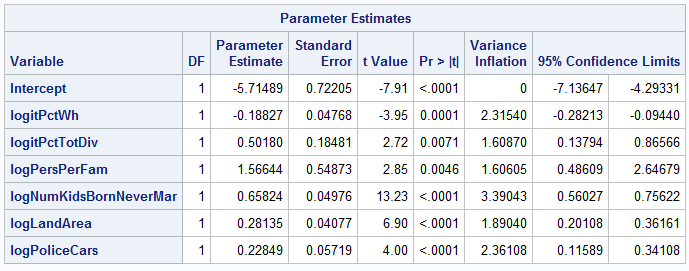 Parameter Estimates
Variable DF Parameter Estimate Standard Error t Value Pr > |t| Variance Inflation 95% Confidence Limits
Intercept 1 -5.71489 0.72205 -7.91 <.0001 0 -7.13647 -4.29331
logitPctWh 1 -0.18827 0.04768 -3.95 0.0001 2.31540 -0.28213 -0.09440
logitPctTotDiv 1 0.50180 0.18481 2.72 0.0071 1.60870 0.13794 0.86566
logPersPerFam 1 1.56644 0.54873 2.85 0.0046 1.60605 0.48609 2.64679
logNumKidsBornNeverMar 1 0.65824 0.04976 13.23 <.0001 3.39043 0.56027 0.75622
logLandArea 1 0.28135 0.04077 6.90 <.0001 1.89040 0.20108 0.36161
logPoliceCars 1 0.22849 0.05719 4.00 <.0001 2.36108 0.11589 0.34108